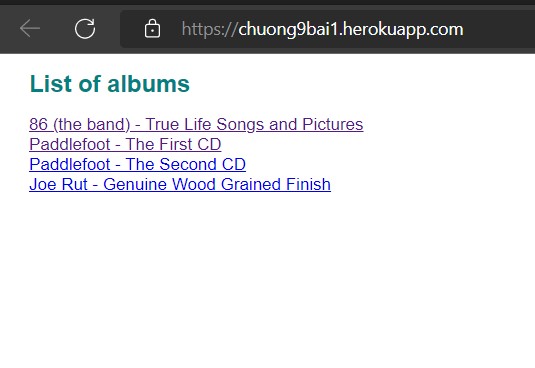 https://chuong9bai1.herokuapp.com
List of albums
86 (the band) - True Life Songs and Pictures
Paddlefoot - The First CD
Paddlefoot - The Second CD
Joe Rut - Genuine Wood Grained Finish